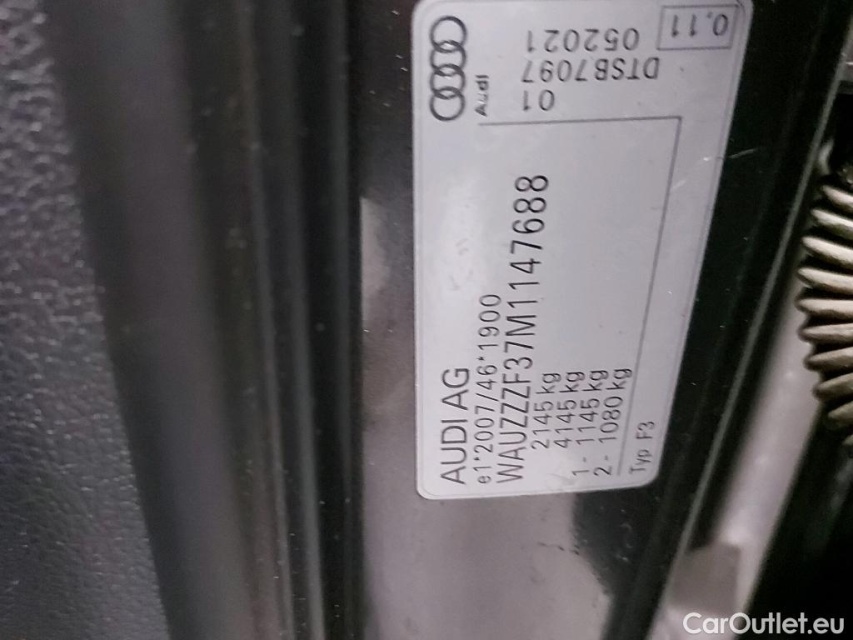 AUDI AG
e1*2007/46*1900
WAUZZZF37M1147688
2145 kg
4145 kg
1- 1145 kg
2- 1080 kg
Typ F3
Audi
01
DTSB7097
052021
0.11
CarOutlet.eu